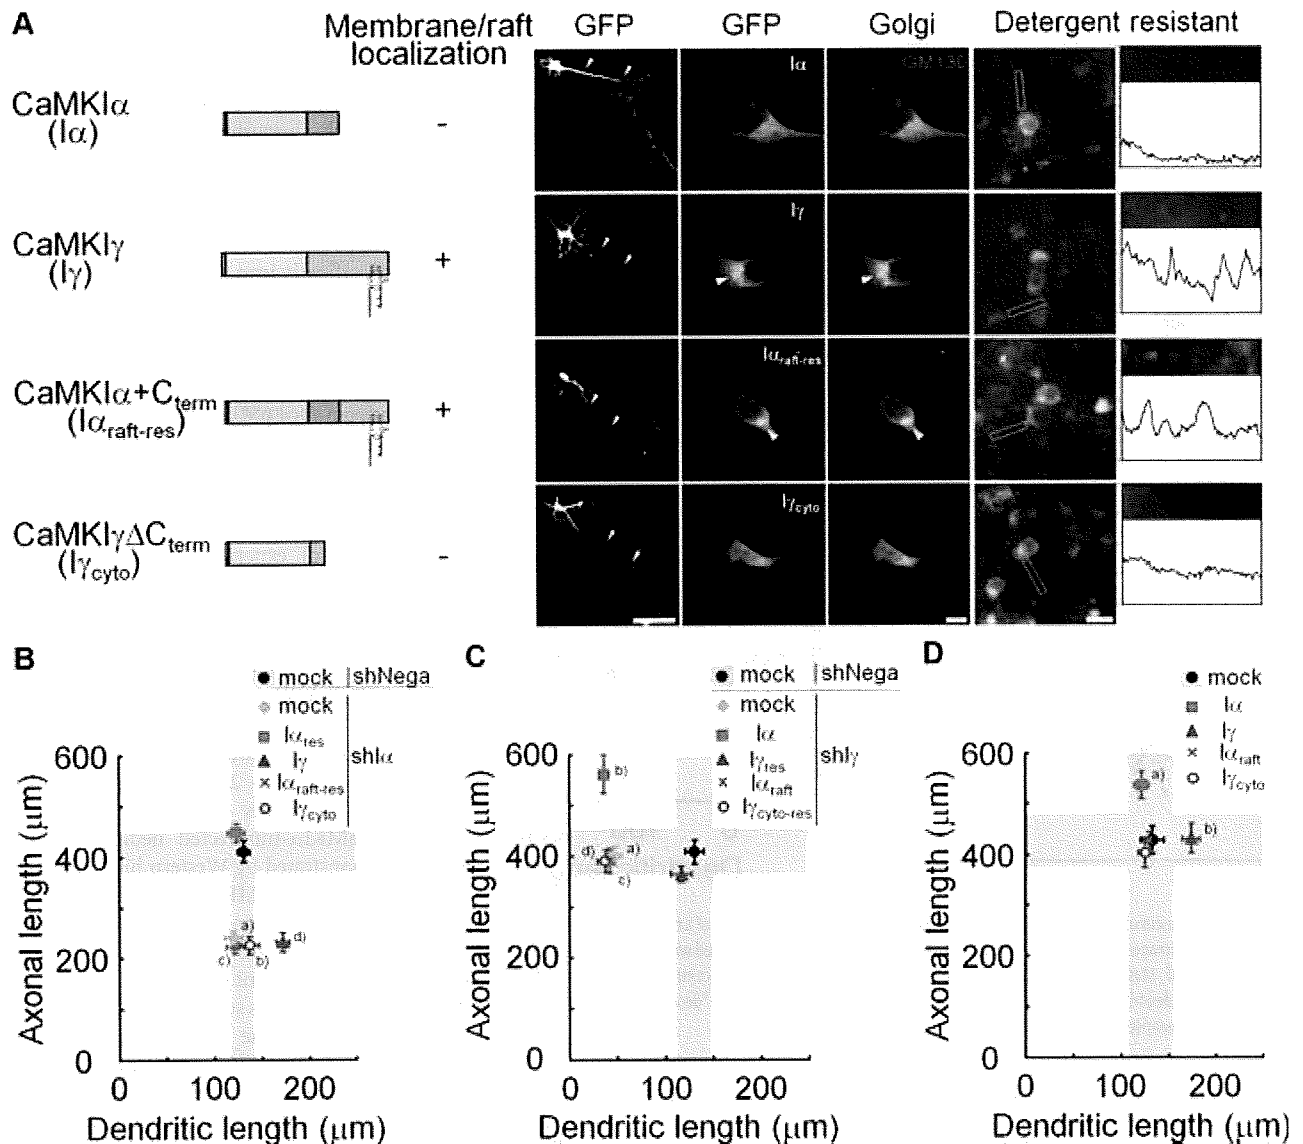 A
Membrane/raft localization
GFP
GFP
Golgi
Detergent resistant
CaMKIα (Iα)
-
Iα
GM130
CaMKIγ (Iγ)
+
Iγ
CaMKIα+Cterm (Iαraft-res)
+
Iαraft-res
CaMKIγΔCterm (Iγcyto)
-
Iγcyto
B
mock shNega
mock
Iαres
Iγ
Iαraft-res
Iγcyto
shIα
600
400
200
0
Axonal length (μm)
a)
b)
c)
d)
0 100 200
Dendritic length (μm)
C
mock shNega
mock
Iα
Iγres
Iαraft
Iγcyto-res
shIγ
600
400
200
0
Axonal length (μm)
b)
d)
a)
c)
0 100 200
Dendritic length (μm)
D
mock
Iα
Iγ
Iαraft
Iγcyto
600
400
200
0
Axonal length (μm)
a)
b)
0 100 200
Dendritic length (μm)